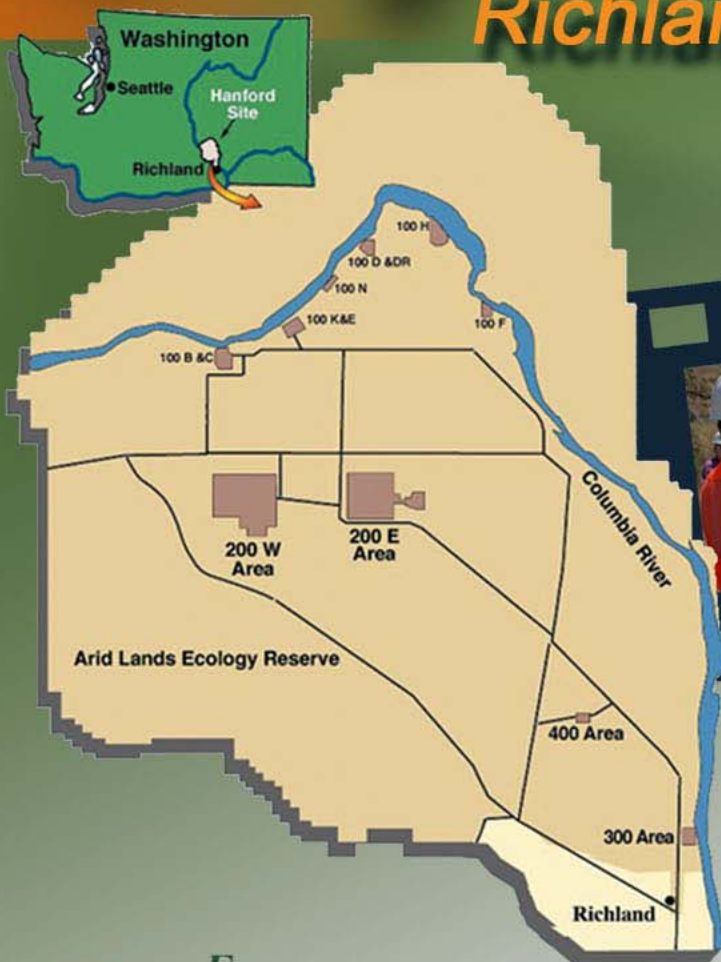 Washington
Seattle
Hanford
Site
Richland
100 H
100 D &DR
100 N
100 K&E
100 F
100 B &C
Columbia River
200 W
Area
200 E
Area
Arid Lands Ecology Reserve
400 Area
300 Area
Richland